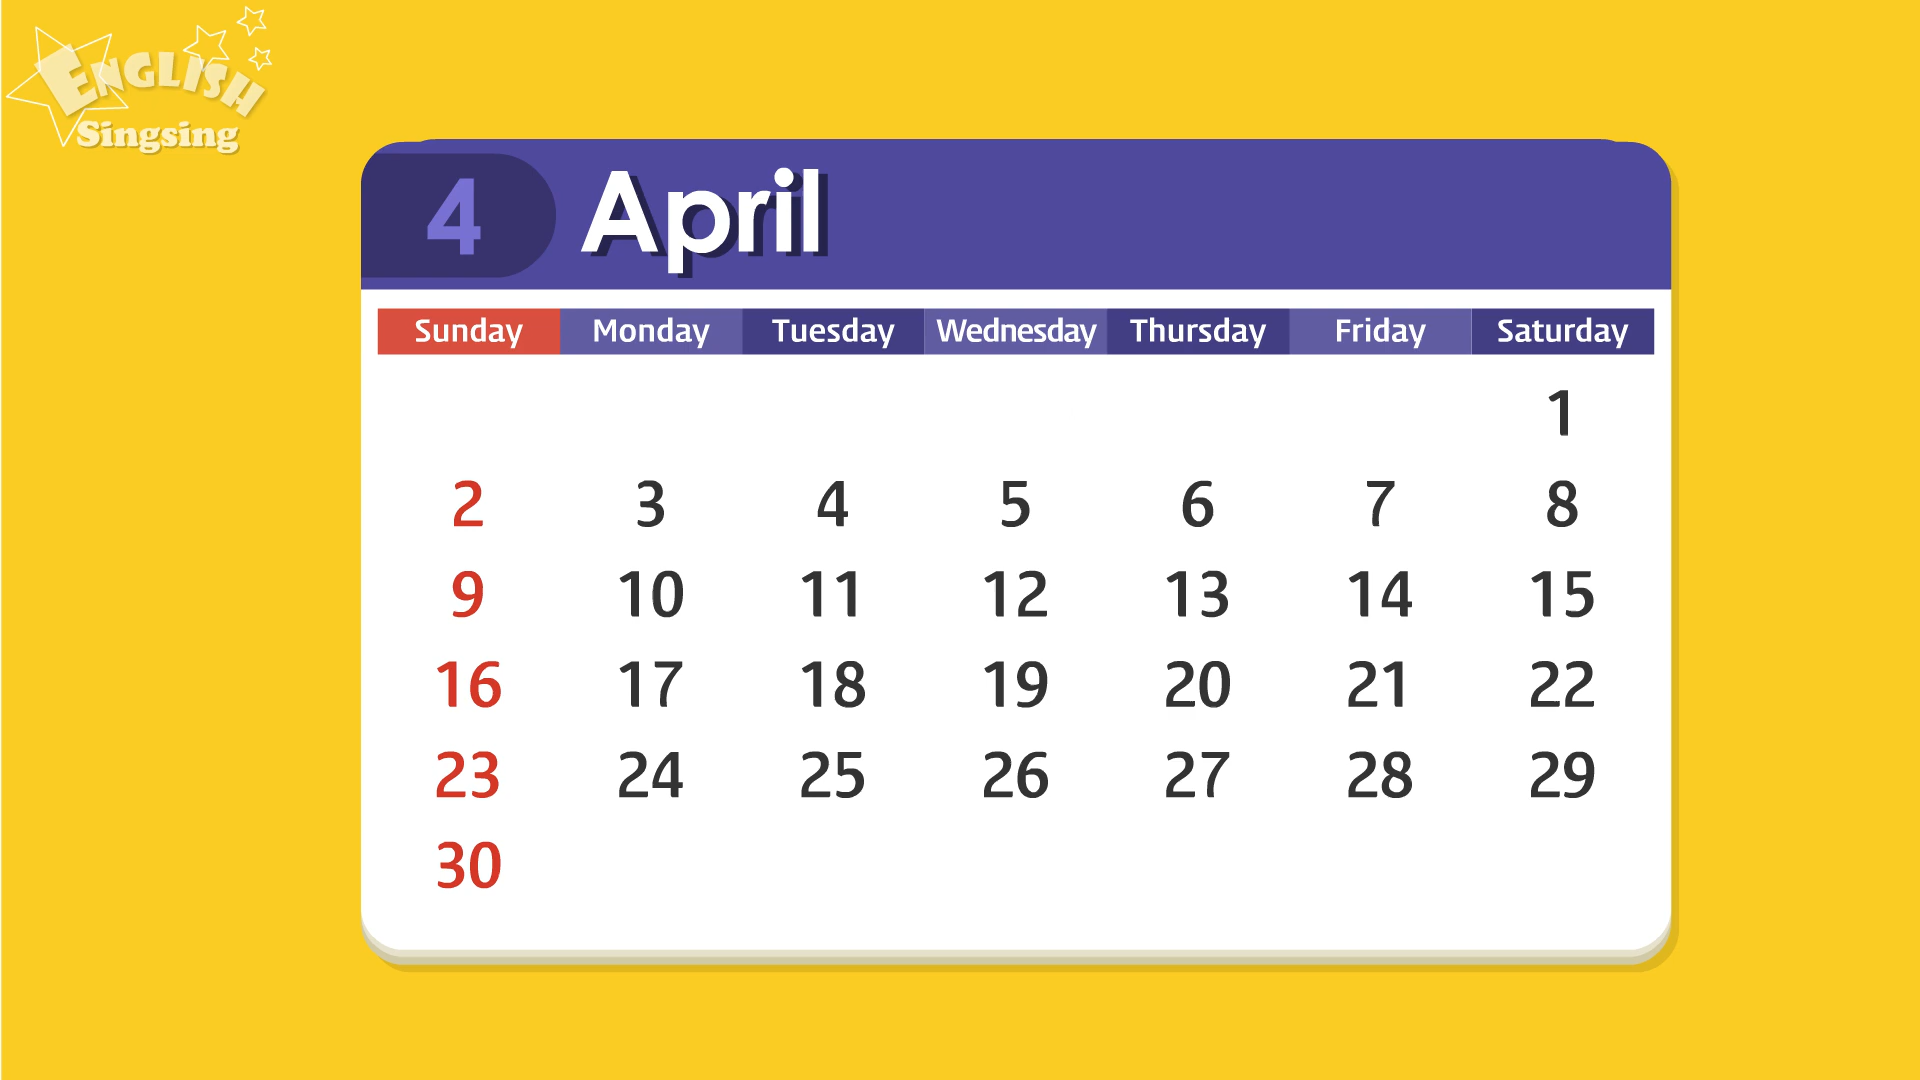 ENGLISH
Singsing
4 April
Sunday Monday Tuesday Wednesday Thursday Friday Saturday
1
2 3 4 5 6 7 8
9 10 11 12 13 14 15
16 17 18 19 20 21 22
23 24 25 26 27 28 29
30